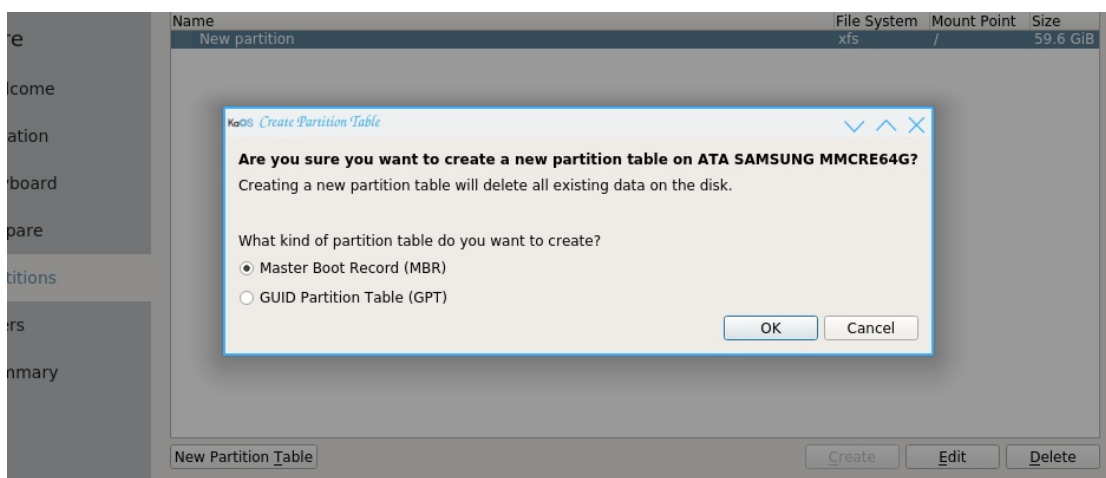 Name File System Mount Point Size
New partition xfs / 59.6 GiB
re
lcome
ation
yboard
pare
titions
ers
mmary
KaOS Create Partition Table
Are you sure you want to create a new partition table on ATA SAMSUNG MMCRE64G?
Creating a new partition table will delete all existing data on the disk.
What kind of partition table do you want to create?
Master Boot Record (MBR)
GUID Partition Table (GPT)
OK Cancel
New Partition Table Create Edit Delete